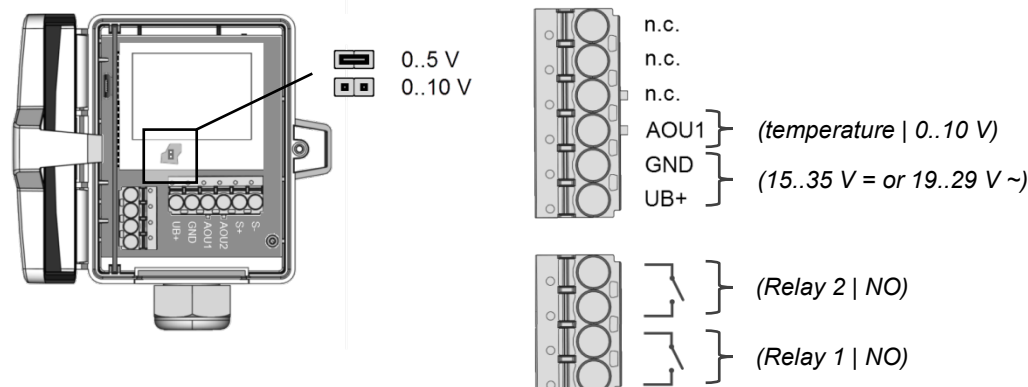 0..5 V
0..10 V
UB+
GND
AOU1
AOU2
S+
S-
n.c.
n.c.
n.c.
AOU1 (temperature | 0..10 V)
GND
(15..35 V = or 19..29 V ~)
UB+
(Relay 2 | NO)
(Relay 1 | NO)